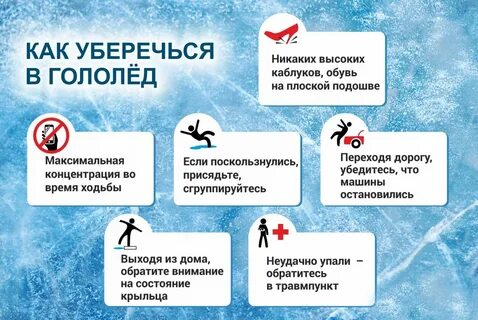 КАК УБЕРЕЧЬСЯ
В ГОЛОЛЁД
Никаких высоких
каблуков, обувь
на плоской подошве
Максимальная
концентрация во
время ходьбы
Если поскользнулись,
присядьте,
сгруппируйтесь
Переходя дорогу,
убедитесь, что
машины
остановились
Выходя из дома,
обратите внимание
на состояние
крыльца
Неудачно упали –
обратитесь
в травмпункт